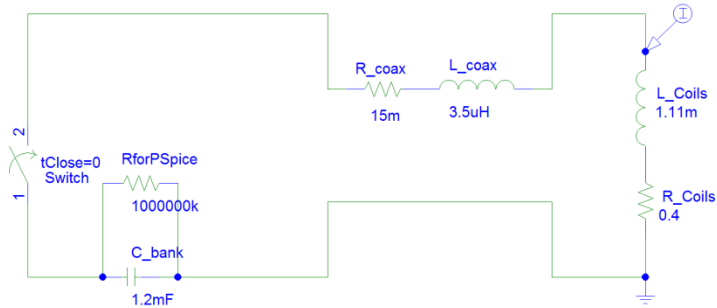 I
R_coax
L_coax
15m
3.5uH
L_Coils
1.11m
2
tClose=0
Switch
1
RforPSpice
1000000k
R_Coils
0.4
C_bank
1.2mF